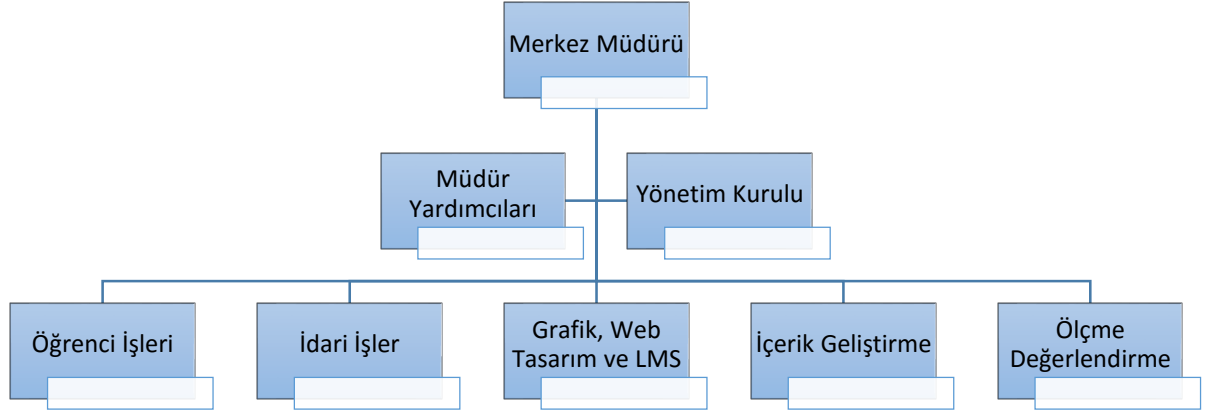 Merkez Müdürü
Müdür
Yardımcıları
Yönetim Kurulu
Öğrenci İşleri
İdari İşler
Grafik, Web
Tasarım ve LMS
İçerik Geliştirme
Ölçme
Değerlendirme